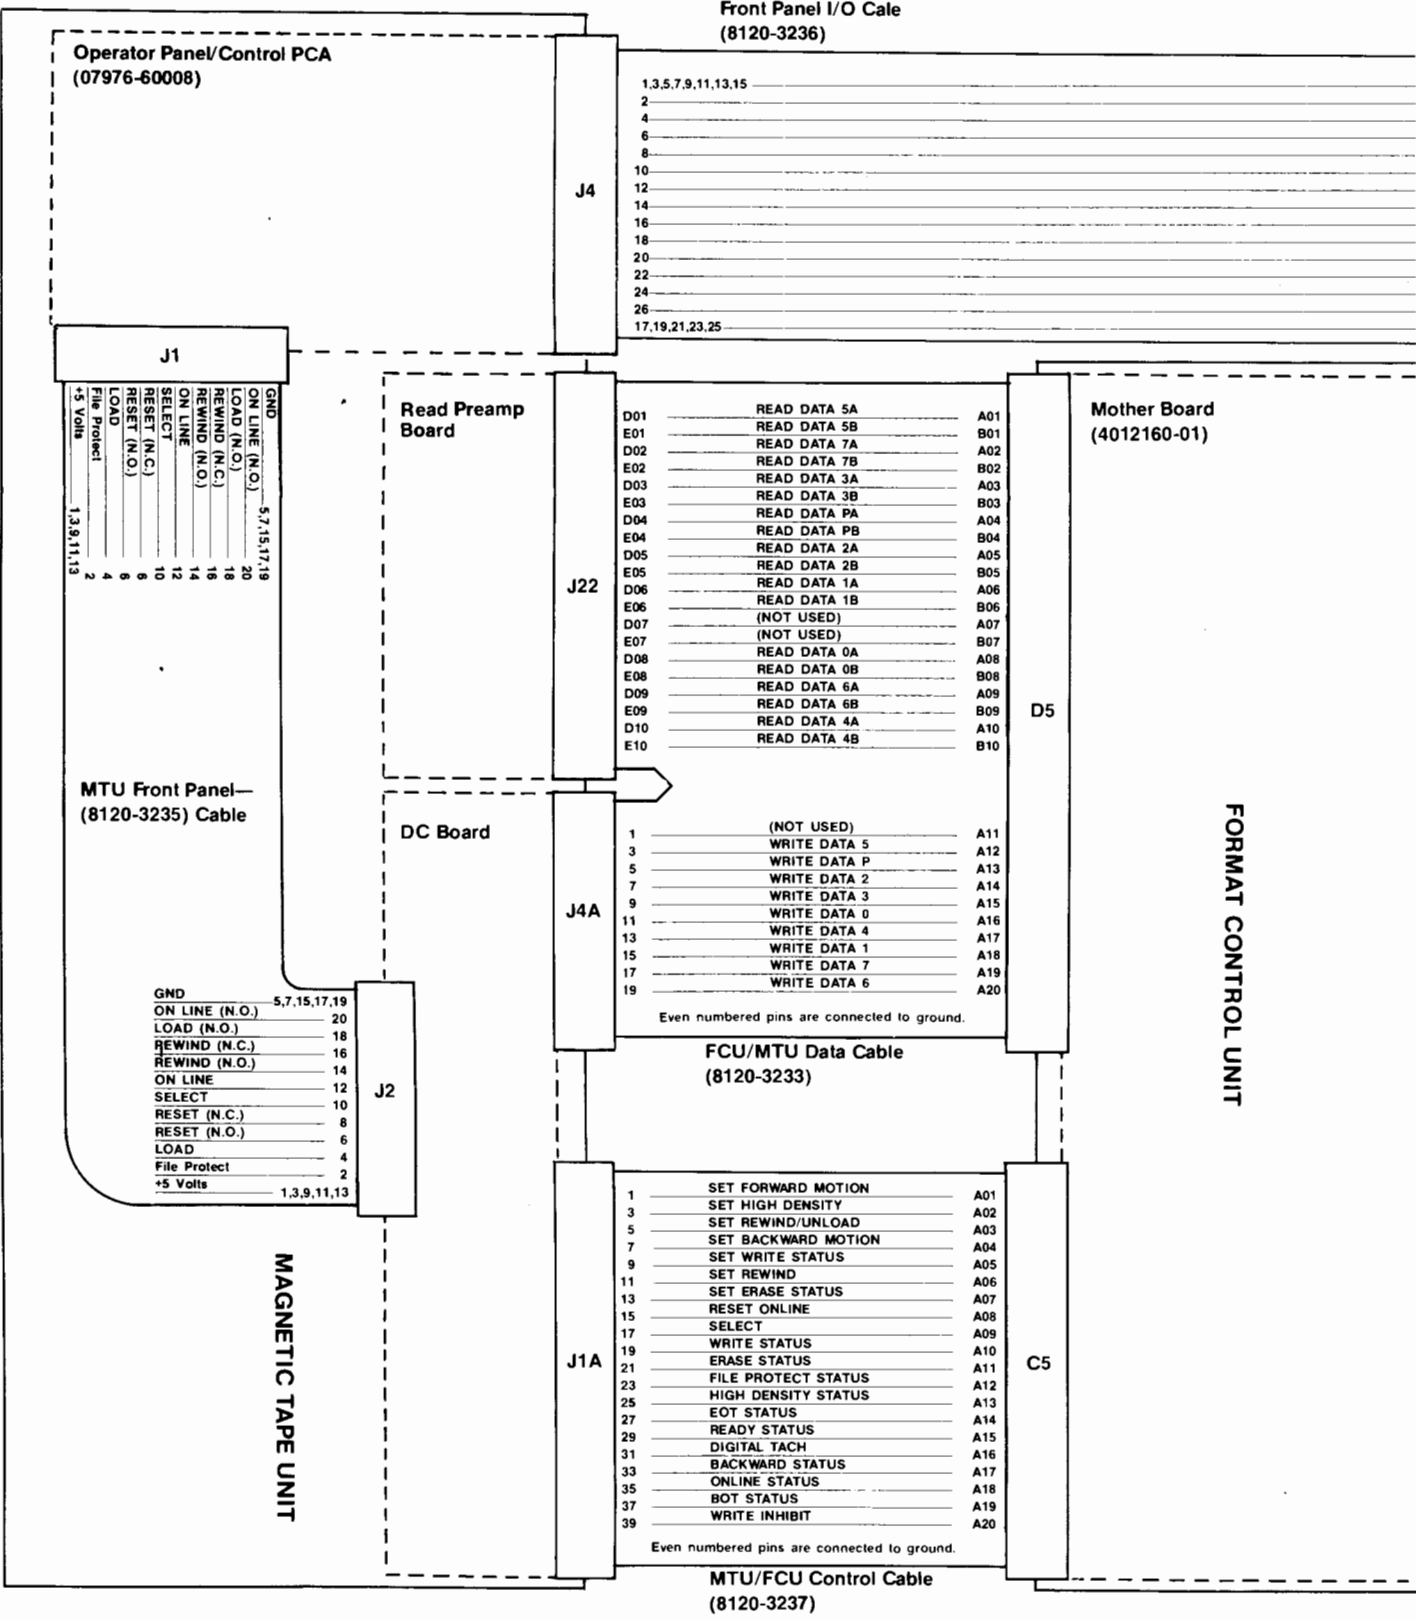 Front Panel I/O Cale
(8120-3236)
Operator Panel/Control PCA
(07976-60008)
J4
1,3,5,7,9,11,13,15
2
4
6
8
10
12
14
16
18
20
22
24
26
17,19,21,23,25
J1
GND 5,7,15,17,19
ON LINE (N.O.) 20
LOAD (N.O.) 18
REWIND (N.C.) 16
REWIND (N.O.) 14
ON LINE 12
SELECT 10
RESET (N.C.) 6
RESET (N.O.) 6
LOAD 4
File Protect 2
+5 Volts 1,3,9,11,13
Read Preamp
Board
J22
D01 READ DATA 5A A01
E01 READ DATA 5B B01
D02 READ DATA 7A A02
E02 READ DATA 7B B02
D03 READ DATA 3A A03
E03 READ DATA 3B B03
D04 READ DATA PA A04
E04 READ DATA PB B04
D05 READ DATA 2A A05
E05 READ DATA 2B B05
D06 READ DATA 1A A06
E06 READ DATA 1B B06
D07 (NOT USED) A07
E07 (NOT USED) B07
D08 READ DATA 0A A08
E08 READ DATA 0B B08
D09 READ DATA 6A A09
E09 READ DATA 6B B09
D10 READ DATA 4A A10
E10 READ DATA 4B B10
D5
Mother Board
(4012160-01)
MTU Front Panel—
(8120-3235) Cable
DC Board
J4A
1 (NOT USED) A11
3 WRITE DATA 5 A12
5 WRITE DATA P A13
7 WRITE DATA 2 A14
9 WRITE DATA 3 A15
11 WRITE DATA 0 A16
13 WRITE DATA 4 A17
15 WRITE DATA 1 A18
17 WRITE DATA 7 A19
19 WRITE DATA 6 A20
Even numbered pins are connected to ground.
FCU/MTU Data Cable
(8120-3233)
FORMAT CONTROL UNIT
GND 5,7,15,17,19
ON LINE (N.O.) 20
LOAD (N.O.) 18
REWIND (N.C.) 16
REWIND (N.O.) 14
ON LINE 12
SELECT 10
RESET (N.C.) 8
RESET (N.O.) 6
LOAD 4
File Protect 2
+5 Volts 1,3,9,11,13
J2
MAGNETIC TAPE UNIT
J1A
1 SET FORWARD MOTION A01
3 SET HIGH DENSITY A02
5 SET REWIND/UNLOAD A03
7 SET BACKWARD MOTION A04
9 SET WRITE STATUS A05
11 SET REWIND A06
13 SET ERASE STATUS A07
15 RESET ONLINE A08
17 SELECT A09
19 WRITE STATUS A10
21 ERASE STATUS A11
23 FILE PROTECT STATUS A12
25 HIGH DENSITY STATUS A13
27 EOT STATUS A14
29 READY STATUS A15
31 DIGITAL TACH A16
33 BACKWARD STATUS A17
35 ONLINE STATUS A18
37 BOT STATUS A19
39 WRITE INHIBIT A20
Even numbered pins are connected to ground.
C5
MTU/FCU Control Cable
(8120-3237)